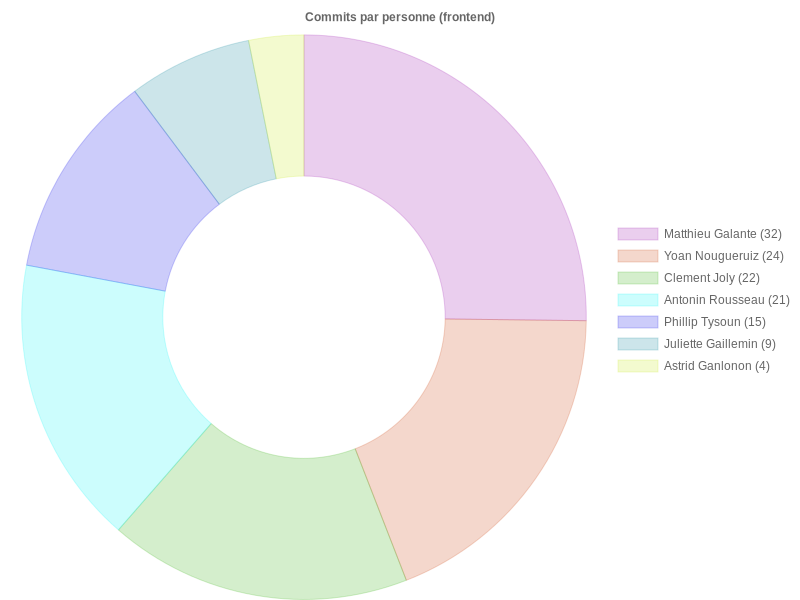 Commits par personne (frontend)
Matthieu Galante (32)
Yoan Nougueruiz (24)
Clement Joly (22)
Antonin Rousseau (21)
Phillip Tysoun (15)
Juliette Gaillemin (9)
Astrid Ganlonon (4)